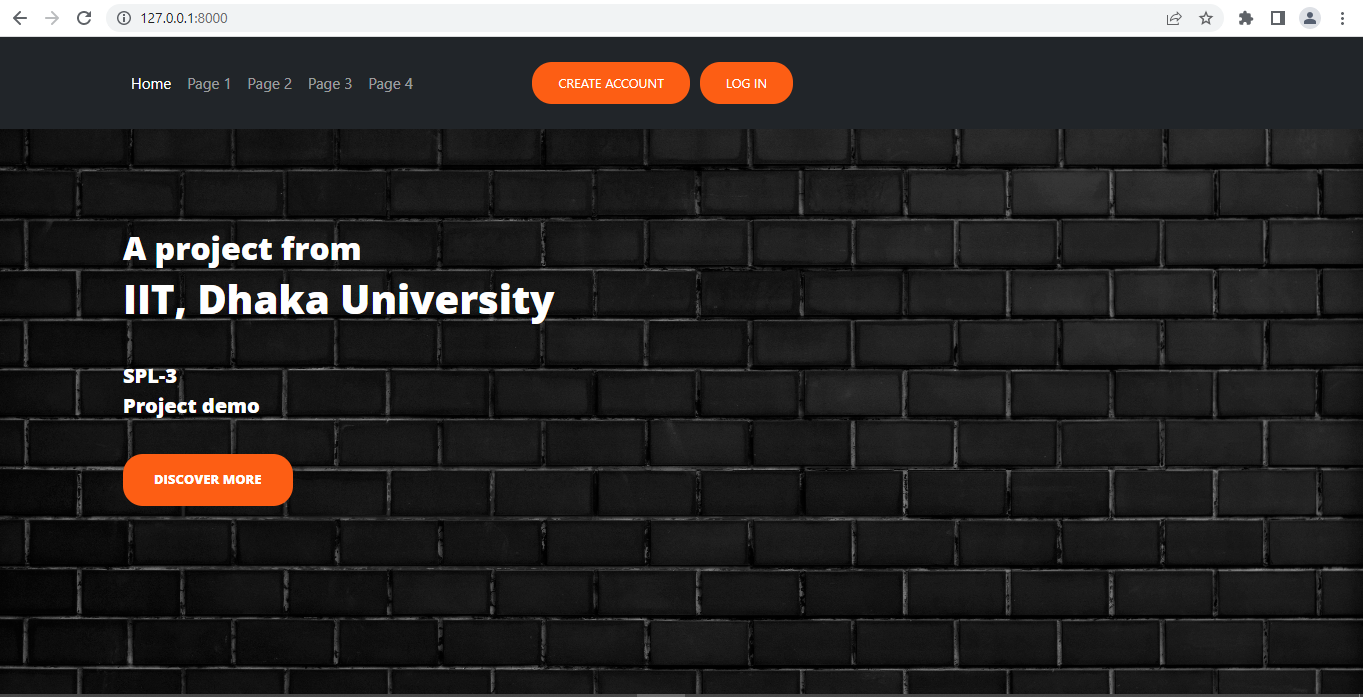 127.0.0.1:8000
Home Page 1 Page 2 Page 3 Page 4 CREATE ACCOUNT LOG IN
A project from
IIT, Dhaka University
SPL-3
Project demo
DISCOVER MORE